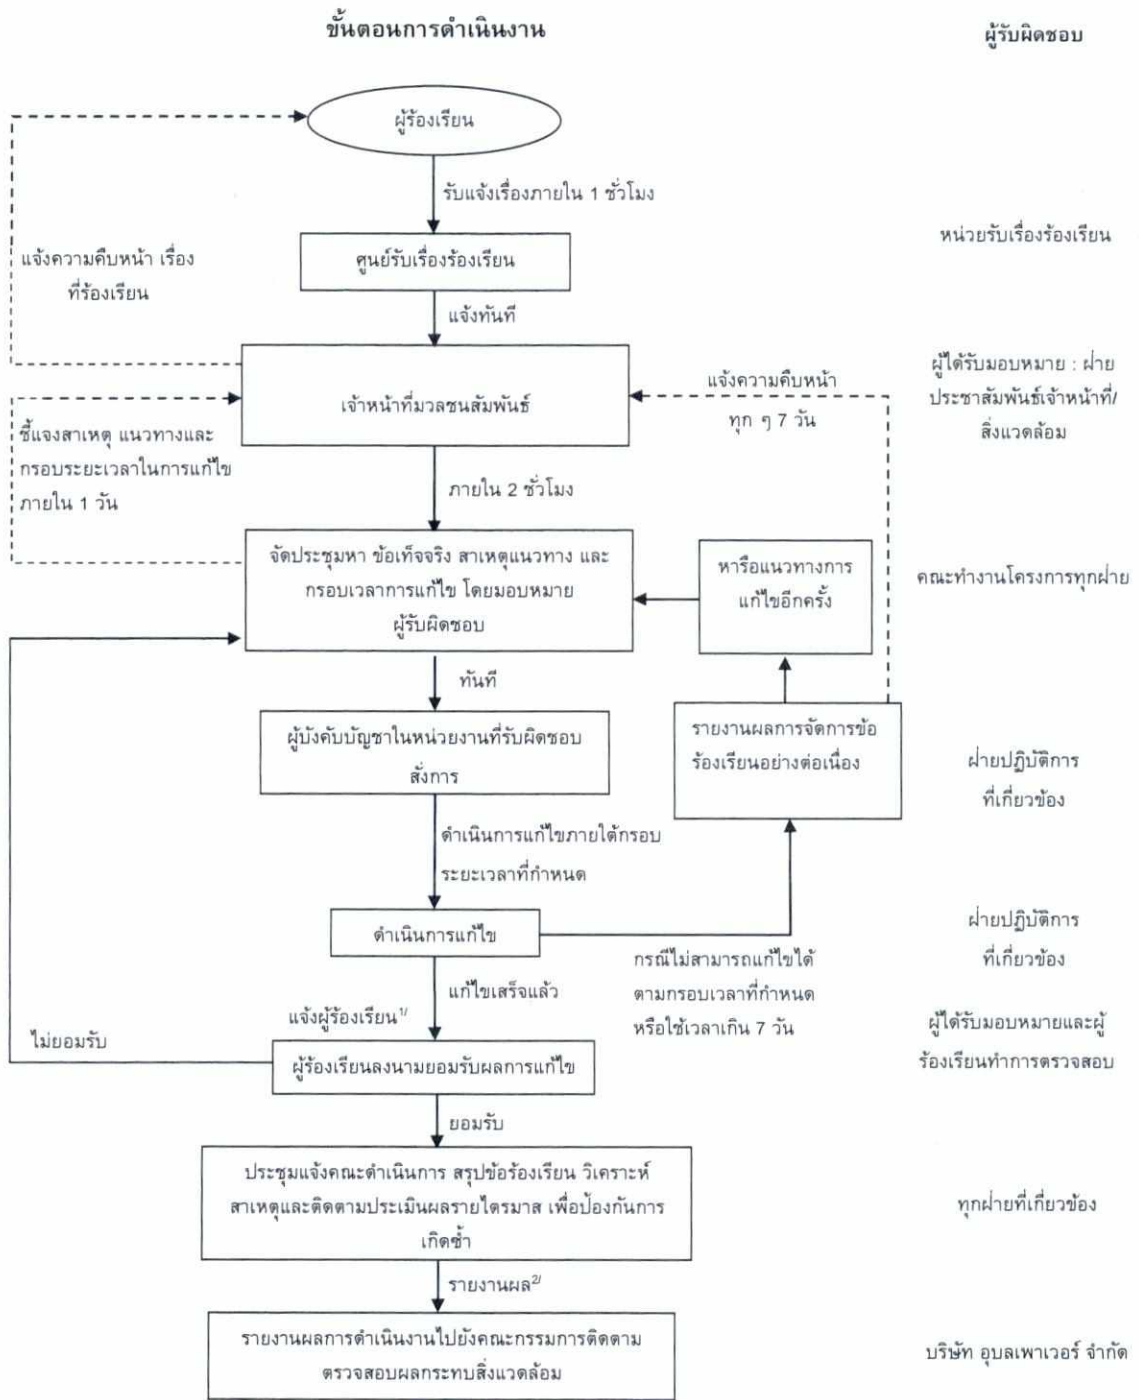 ขั้นตอนการดำเนินงาน
ผู้รับผิดชอบ
ผู้ร้องเรียน
รับแจ้งเรื่องภายใน 1 ชั่วโมง
หน่วยรับเรื่องร้องเรียน
ศูนย์รับเรื่องร้องเรียน
แจ้งความคืบหน้า เรื่อง
ที่ร้องเรียน
แจ้งทันที
เจ้าหน้าที่มวลชนสัมพันธ์
แจ้งความคืบหน้า
ทุก ๆ 7 วัน
ผู้ได้รับมอบหมาย : ฝ่าย
ประชาสัมพันธ์เจ้าหน้าที่/
สิ่งแวดล้อม
ชี้แจงสาเหตุ แนวทางและ
กรอบระยะเวลาในการแก้ไข
ภายใน 1 วัน
ภายใน 2 ชั่วโมง
จัดประชุมหา ข้อเท็จจริง สาเหตุแนวทาง และ
กรอบเวลาการแก้ไข โดยมอบหมาย
ผู้รับผิดชอบ
หารือแนวทางการ
แก้ไขอีกครั้ง
คณะทำงานโครงการทุกฝ่าย
ทันที
ผู้บังคับบัญชาในหน่วยงานที่รับผิดชอบ
สั่งการ
รายงานผลการจัดการข้อ
ร้องเรียนอย่างต่อเนื่อง
ฝ่ายปฏิบัติการ
ที่เกี่ยวข้อง
ดำเนินการแก้ไขภายใต้กรอบ
ระยะเวลาที่กำหนด
ดำเนินการแก้ไข
ฝ่ายปฏิบัติการ
ที่เกี่ยวข้อง
กรณีไม่สามารถแก้ไขได้
ตามกรอบเวลาที่กำหนด
หรือใช้เวลาเกิน 7 วัน
แก้ไขเสร็จแล้ว
แจ้งผู้ร้องเรียน1/
ไม่ยอมรับ
ผู้ร้องเรียนลงนามยอมรับผลการแก้ไข
ผู้ได้รับมอบหมายและผู้
ร้องเรียนทำการตรวจสอบ
ยอมรับ
ประชุมแจ้งคณะดำเนินการ สรุปข้อร้องเรียน วิเคราะห์
สาเหตุและติดตามประเมินผลรายไตรมาส เพื่อป้องกันการ
เกิดซ้ำ
ทุกฝ่ายที่เกี่ยวข้อง
รายงานผล2/
รายงานผลการดำเนินงานไปยังคณะกรรมการติดตาม
ตรวจสอบผลกระทบสิ่งแวดล้อม
บริษัท อุบลเพาเวอร์ จำกัด